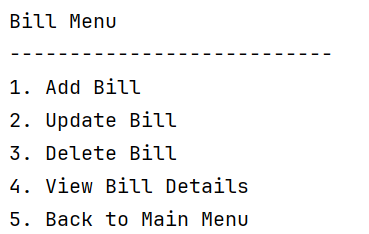 Bill Menu
---------------------------
1. Add Bill
2. Update Bill
3. Delete Bill
4. View Bill Details
5. Back to Main Menu